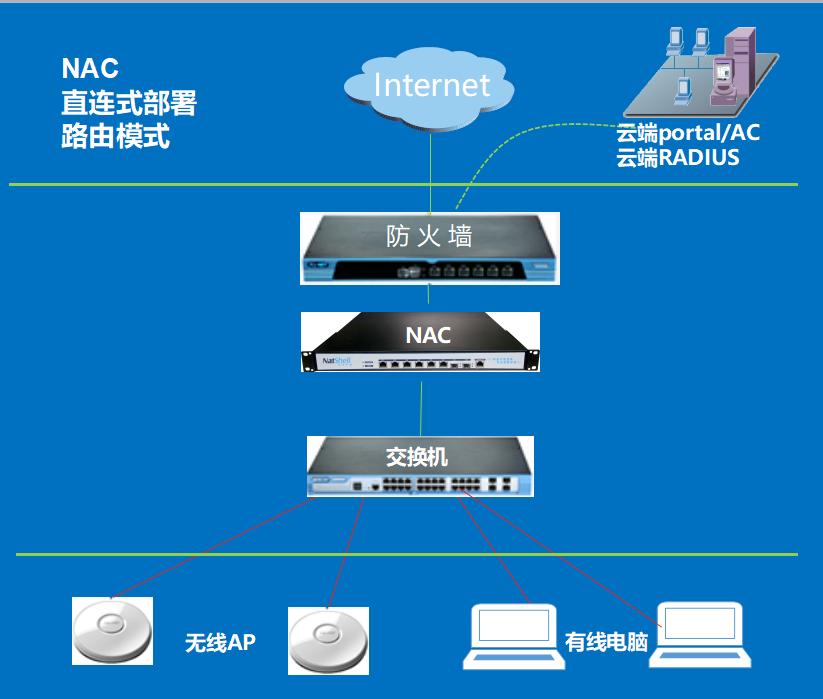 NAC
直连式部署
路由模式
Internet
云端portal/AC
云端RADIUS
防 火 墙
NAC
NetShell
交换机
无线AP
有线电脑